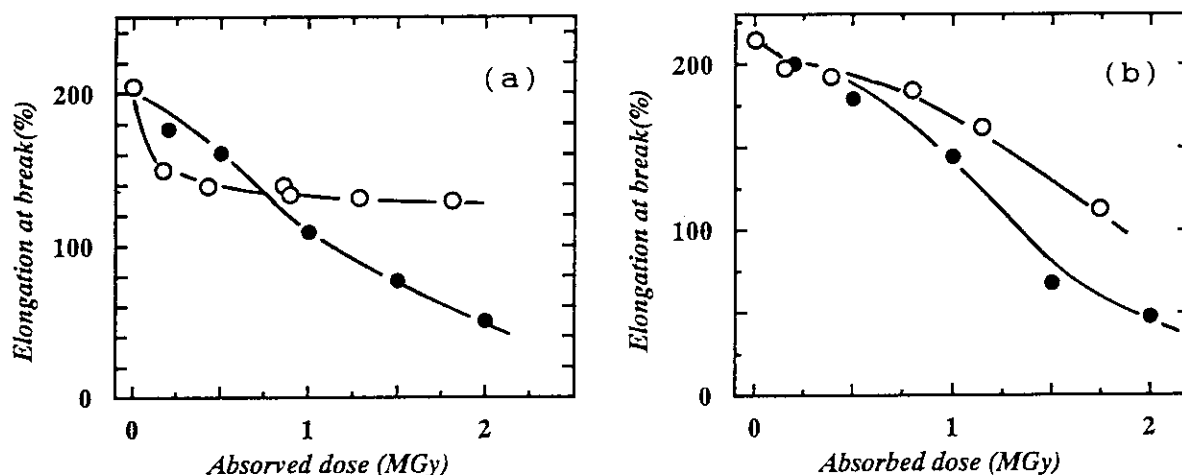 (a)
Elongation at break(%)
200
100
0
0 1 2
Absorved dose (MGy)
(b)
Elongation at break(%)
200
100
0
0 1 2
Absorbed dose (MGy)